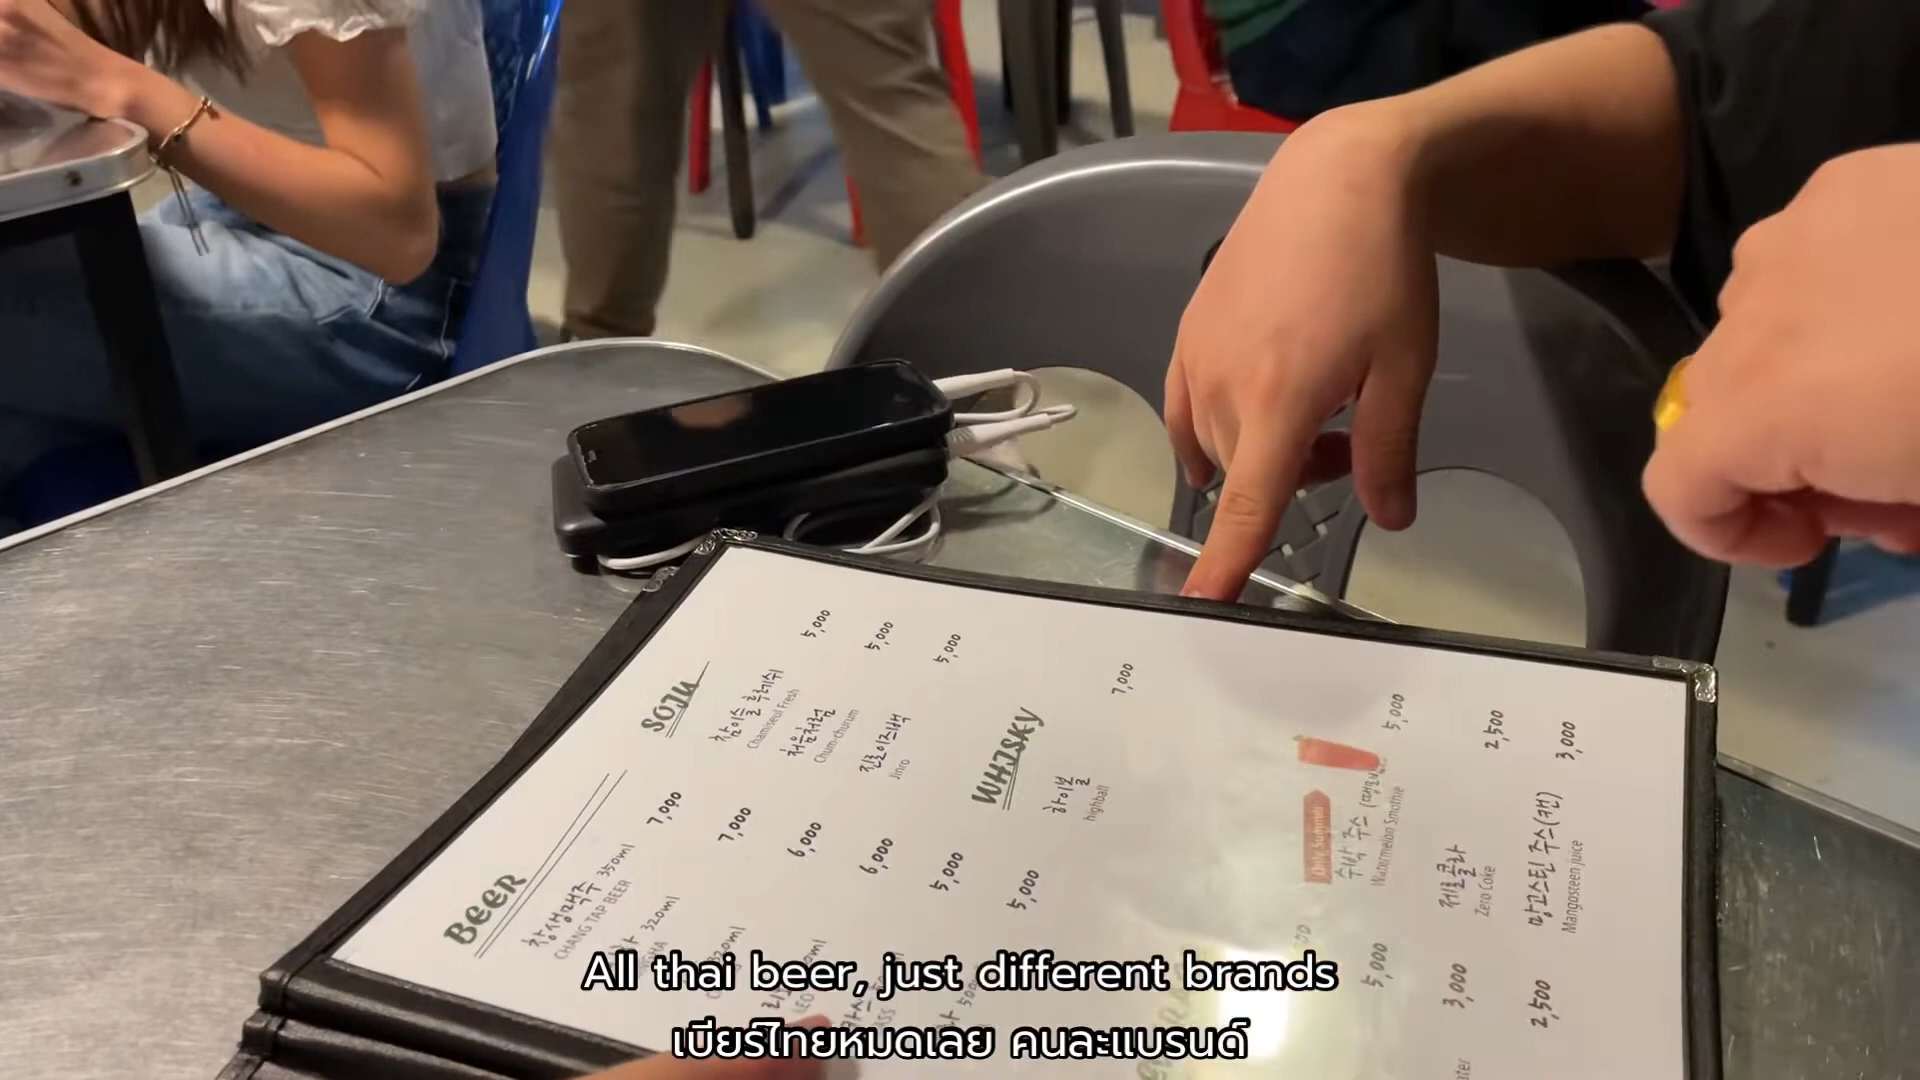 SOJU
참이슬 후레쉬 5,000
Chamiseul Fresh
처음처럼 5,000
Chum-churum
진로이즈백 5,000
Jinro
WHISKY
하이볼 7,000
highball
BEER
창생맥주 350ml 7,000
CHANG TAP BEER
320ml 7,000
6,000
6,000
5,000
5,000
Only Summer
수박 주스 5,000
Watermelon Smothie
제로콜라 2,500
Zero Coke
망고스틴 주스(캔) 3,000
Mangosteen juice
5,000
3,000
2,500
All thai beer, just different brands
เบียร์ไทยหมดเลย คนละแบรนด์